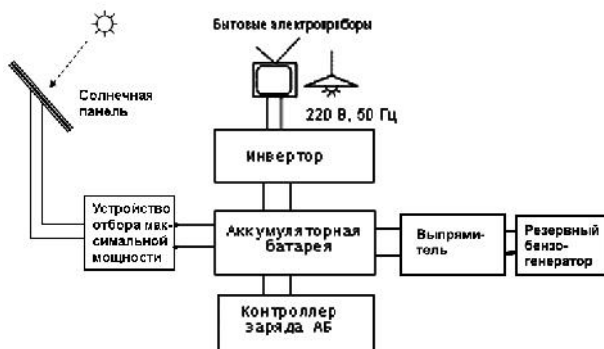 Бытовые электроприборы
Солнечная
панель
220 В, 50 Гц
Инвертор
Устройство
отбора мак-
симальной
мощности
Аккумуляторная
батарея
Выпрями-
тель
Резервный
бензо-
генератор
Контроллер
заряда АБ